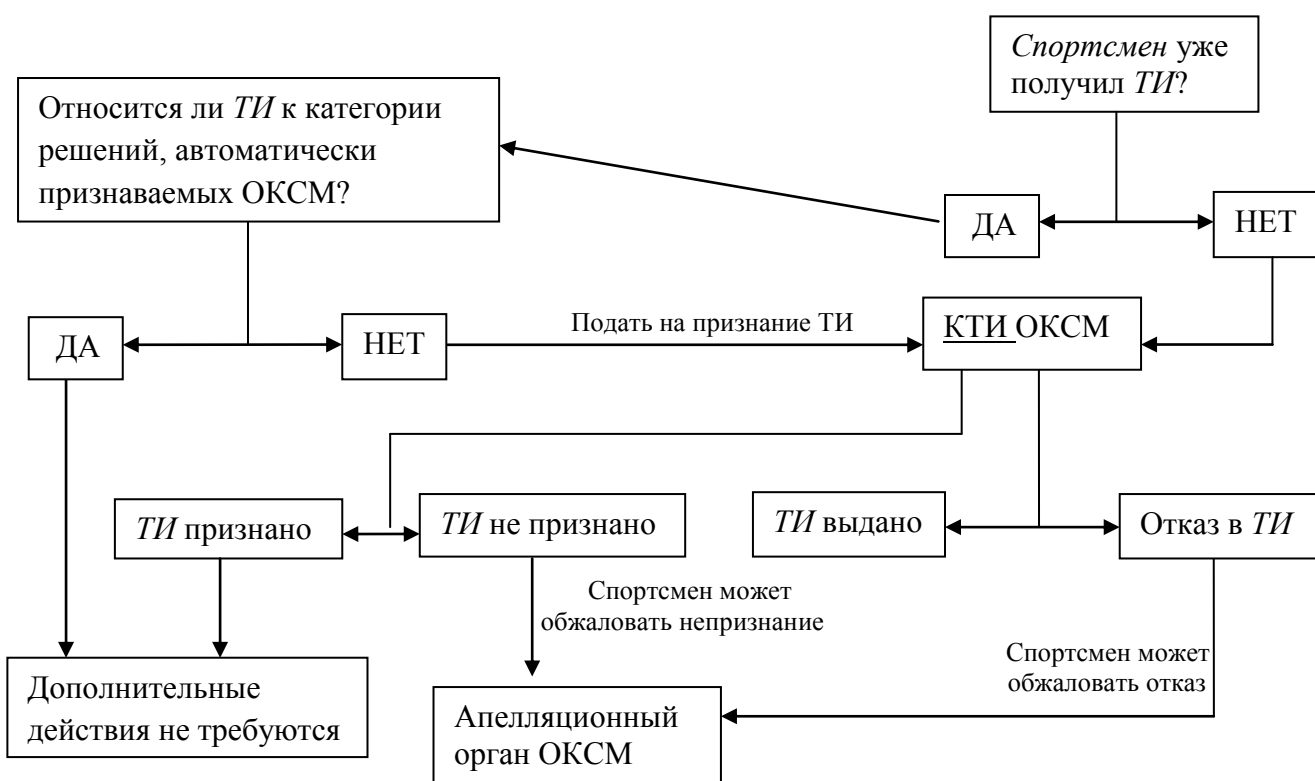 Спортсмен уже
получил ТИ?
Относится ли ТИ к категории
решений, автоматически
признаваемых ОКСМ?
ДА
НЕТ
ДА
НЕТ
Подать на признание ТИ
КТИ ОКСМ
ТИ признано
ТИ не признано
ТИ выдано
Отказ в ТИ
Спортсмен может
обжаловать непризнание
Спортсмен может
обжаловать отказ
Дополнительные
действия не требуются
Апелляционный
орган ОКСМ